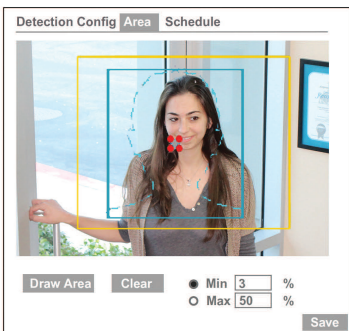 Detection Config Area Schedule
Draw Area Clear Min 3 %
Max 50 %
Save